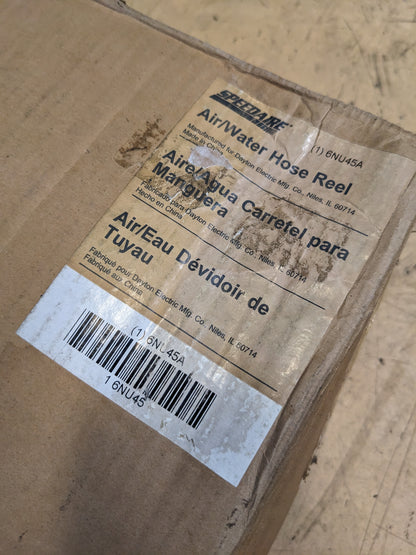 SPEEDAIRE
(1) 6NU45A
Air/Water Hose Reel
Manufactured for Dayton Electric Mfg. Co., Niles, IL 60714
Made in China
Aire/Agua Carretel para
Manguera
Fabricado para Dayton Electric Mfg. Co., Niles, IL 60714
Hecho en China
Air/Eau Dévidoir de
Tuyau
Fabriqué pour Dayton Electric Mfg. Co., Niles, IL 60714
Fabriqué aux China
(1) 6NU45A
1 6NU45